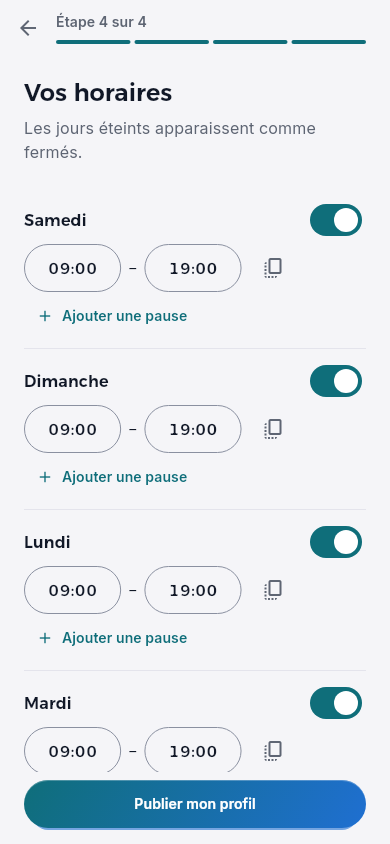 Étape 4 sur 4
Vos horaires
Les jours éteints apparaissent comme
fermés.
Samedi
09:00 – 19:00
+ Ajouter une pause
Dimanche
09:00 – 19:00
+ Ajouter une pause
Lundi
09:00 – 19:00
+ Ajouter une pause
Mardi
09:00 – 19:00
Publier mon profil